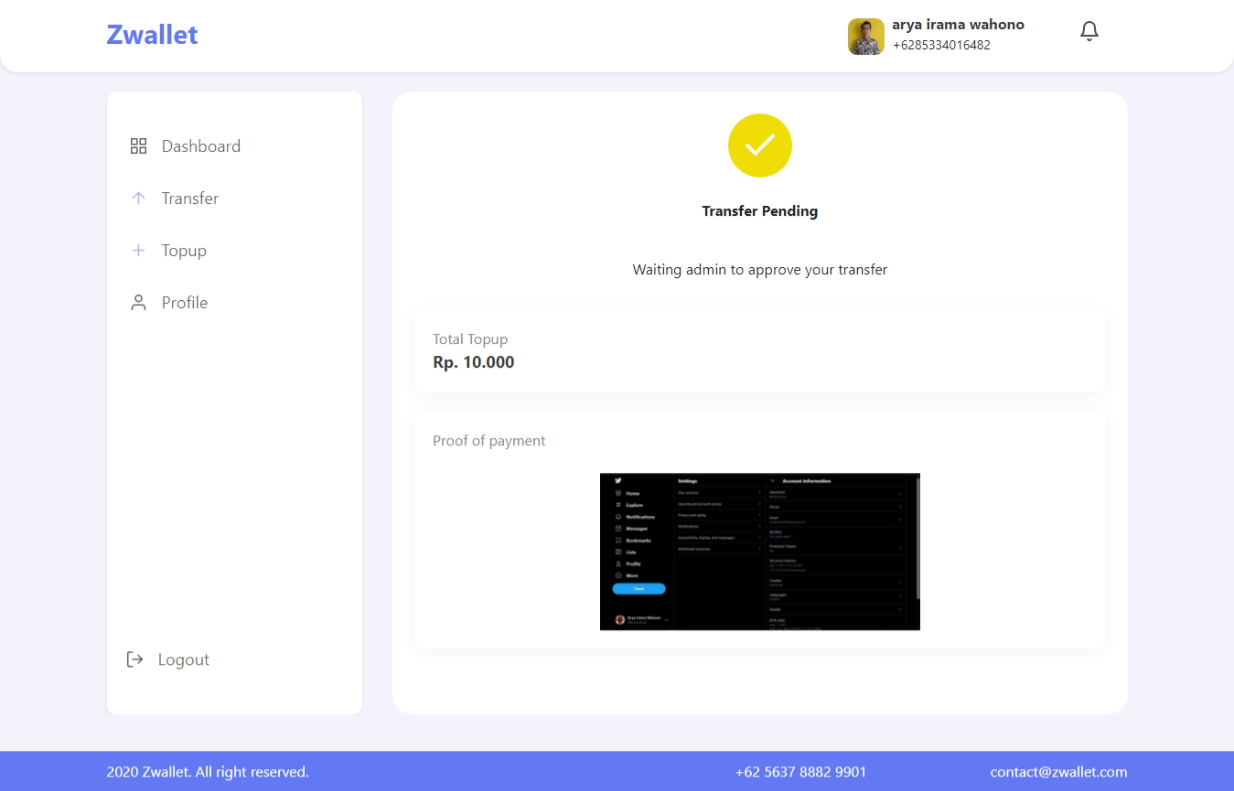 Zwallet
arya irama wahono
+6285334016482
Dashboard
Transfer
Topup
Profile
Logout
Transfer Pending
Waiting admin to approve your transfer
Total Topup
Rp. 10.000
Proof of payment
Settings
Account information
Home
Explore
Notifications
Messages
Bookmarks
Lists
Profile
More
Arya Irama Wahono
Your account
Security and account access
Privacy and safety
Notifications
Accessibility, display, and languages
Additional resources
Username
Phone
Email
Verified
Protected Tweets
Account creation
Country
Languages
Gender
Birth date
2020 Zwallet. All right reserved.
+62 5637 8882 9901
contact@zwallet.com